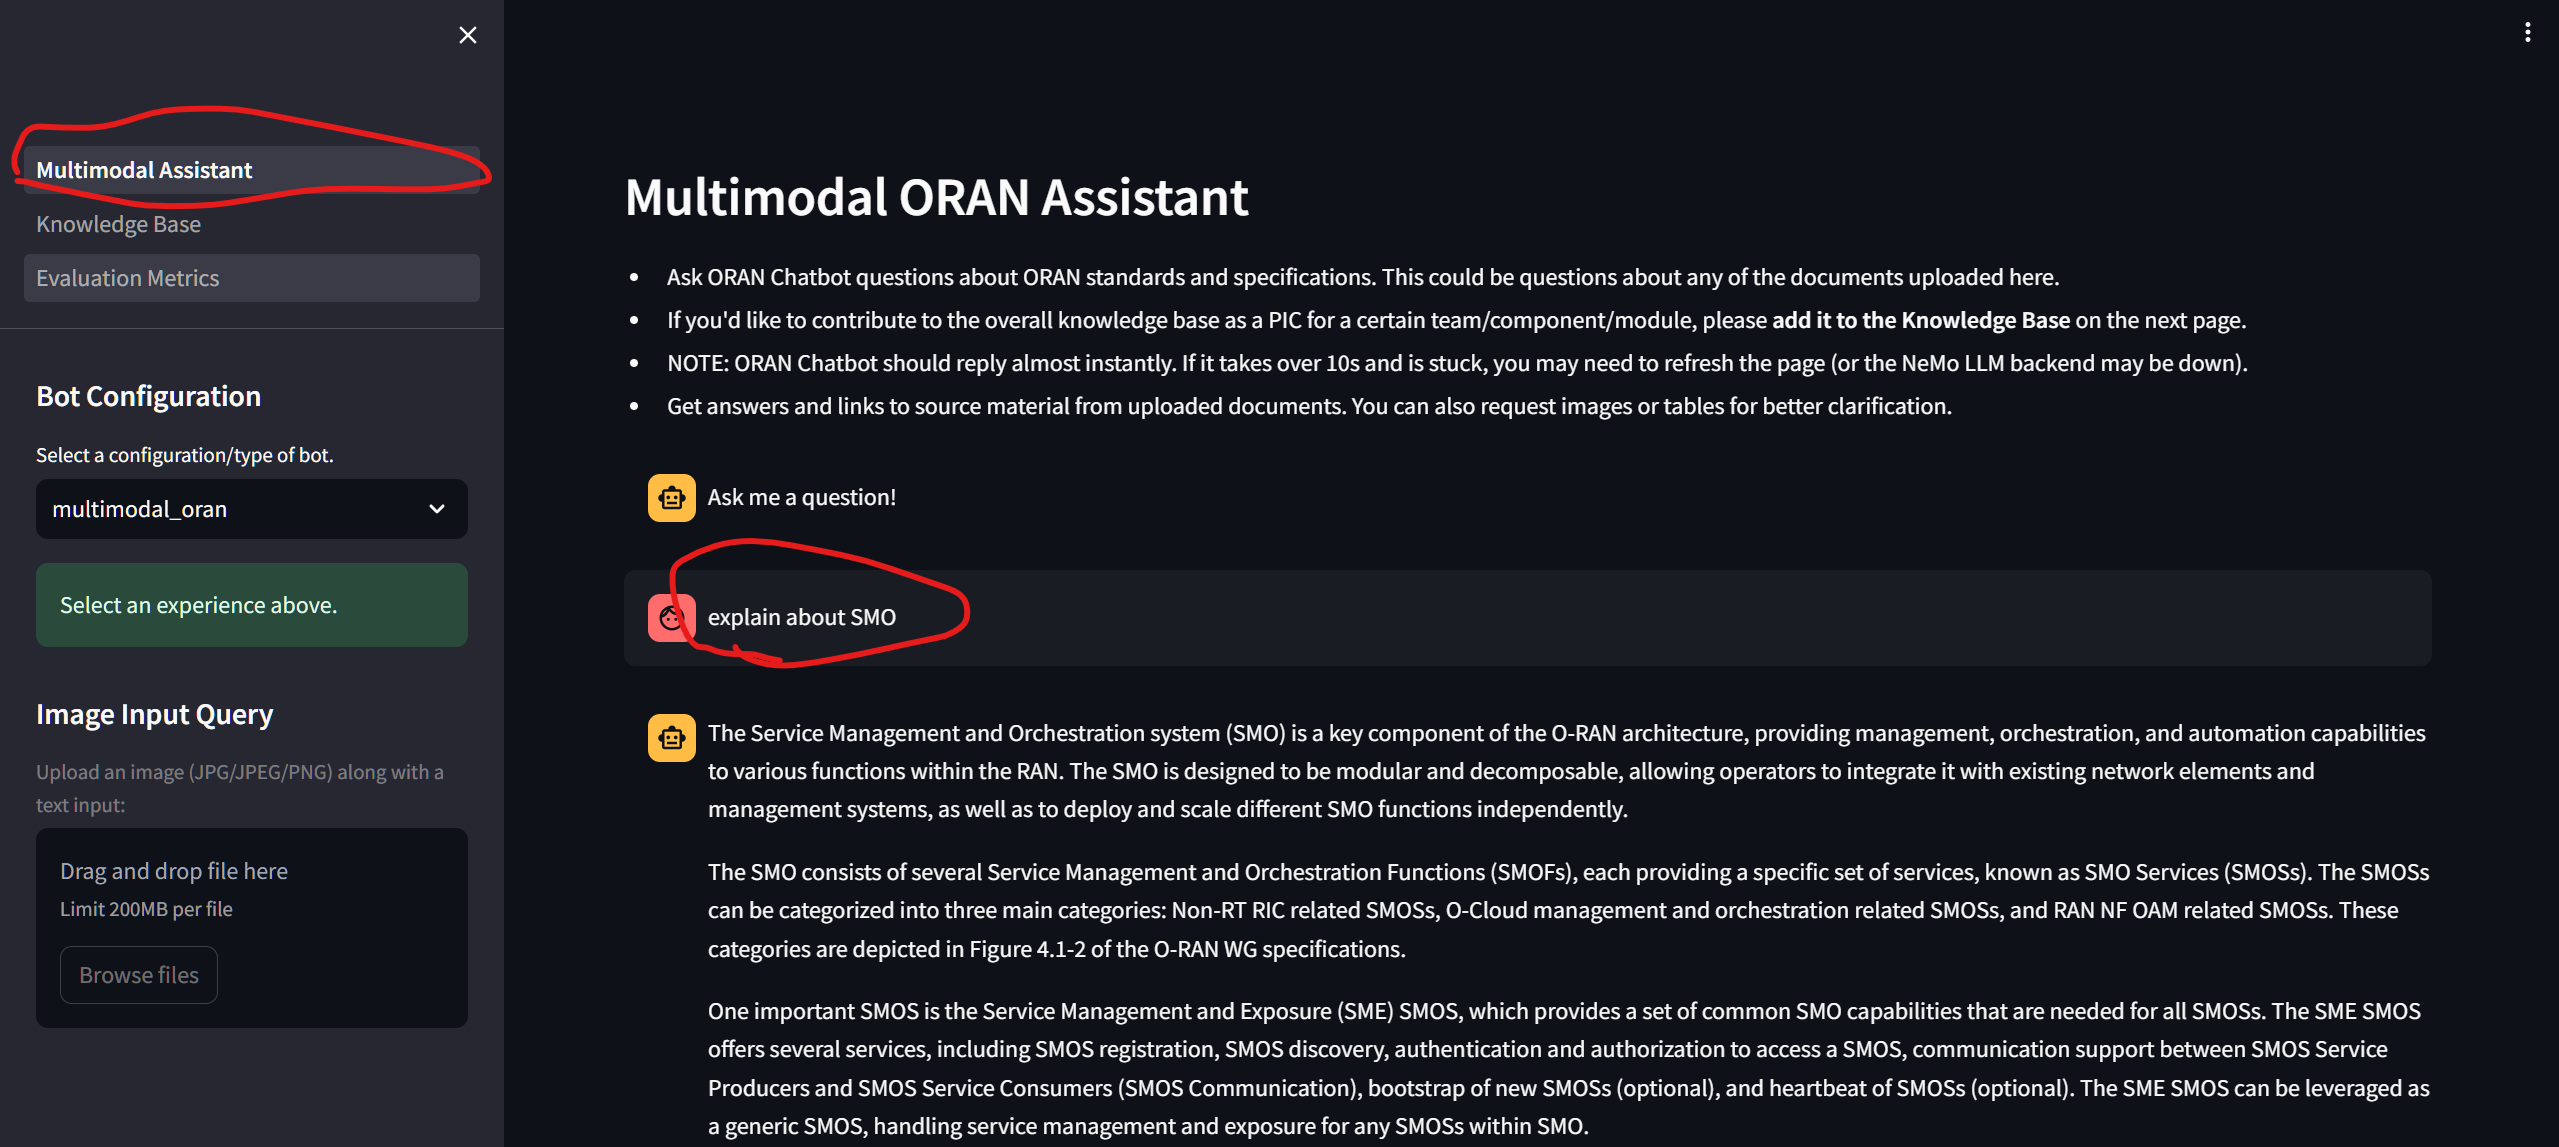 Multimodal Assistant
Knowledge Base
Evaluation Metrics
Bot Configuration
Select a configuration/type of bot.
multimodal_oran
Select an experience above.
Image Input Query
Upload an image (JPG/JPEG/PNG) along with a
text input:
Drag and drop file here
Limit 200MB per file
Browse files
Multimodal ORAN Assistant
• Ask ORAN Chatbot questions about ORAN standards and specifications. This could be questions about any of the documents uploaded here.
• If you'd like to contribute to the overall knowledge base as a PIC for a certain team/component/module, please add it to the Knowledge Base on the next page.
• NOTE: ORAN Chatbot should reply almost instantly. If it takes over 10s and is stuck, you may need to refresh the page (or the NeMo LLM backend may be down).
• Get answers and links to source material from uploaded documents. You can also request images or tables for better clarification.
Ask me a question!
explain about SMO
The Service Management and Orchestration system (SMO) is a key component of the O-RAN architecture, providing management, orchestration, and automation capabilities
to various functions within the RAN. The SMO is designed to be modular and decomposable, allowing operators to integrate it with existing network elements and
management systems, as well as to deploy and scale different SMO functions independently.
The SMO consists of several Service Management and Orchestration Functions (SMOFs), each providing a specific set of services, known as SMO Services (SMOSs). The SMOSs
can be categorized into three main categories: Non-RT RIC related SMOSs, O-Cloud management and orchestration related SMOSs, and RAN NF OAM related SMOSs. These
categories are depicted in Figure 4.1-2 of the O-RAN WG specifications.
One important SMOS is the Service Management and Exposure (SME) SMOS, which provides a set of common SMO capabilities that are needed for all SMOSs. The SME SMOS
offers several services, including SMOS registration, SMOS discovery, authentication and authorization to access a SMOS, communication support between SMOS Service
Producers and SMOS Service Consumers (SMOS Communication), bootstrap of new SMOSs (optional), and heartbeat of SMOSs (optional). The SME SMOS can be leveraged as
a generic SMOS, handling service management and exposure for any SMOSs within SMO.